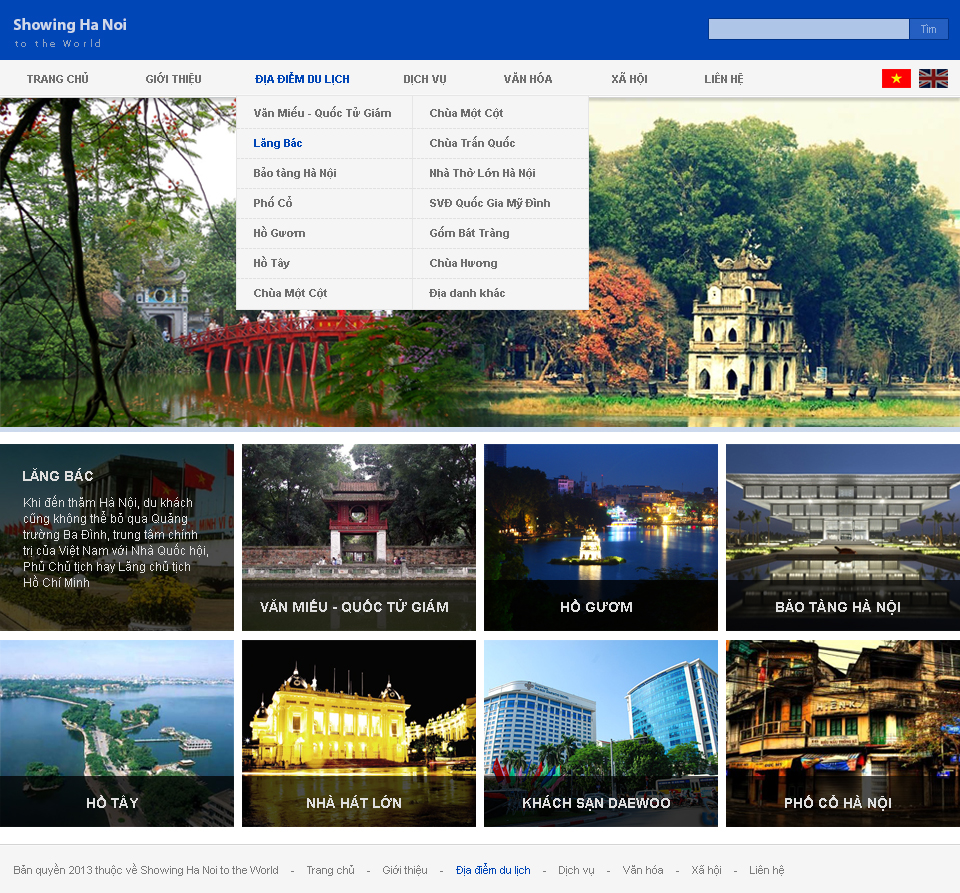 Showing Ha Noi
to the World
Tìm
TRANG CHỦ
GIỚI THIỆU
ĐỊA ĐIỂM DU LỊCH
DỊCH VỤ
VĂN HÓA
XÃ HỘI
LIÊN HỆ
Văn Miếu - Quốc Tử Giám
Chùa Một Cột
Lăng Bác
Chùa Trấn Quốc
Bảo tàng Hà Nội
Nhà Thờ Lớn Hà Nội
Phố Cổ
SVĐ Quốc Gia Mỹ Đình
Hồ Gươm
Gốm Bát Tràng
Hồ Tây
Chùa Hương
Chùa Một Cột
Địa danh khác
LĂNG BÁC
Khi đến thăm Hà Nội, du khách
cũng không thể bỏ qua Quảng
trường Ba Đình, trung tâm chính
trị của Việt Nam với Nhà Quốc hội,
Phủ Chủ tịch hay Lăng chủ tịch
Hồ Chí Minh
VĂN MIẾU - QUỐC TỬ GIÁM
HỒ GƯƠM
BẢO TÀNG HÀ NỘI
HỒ TÂY
NHÀ HÁT LỚN
KHÁCH SẠN DAEWOO
PHỐ CỔ HÀ NỘI
Bản quyền 2013 thuộc về Showing Ha Noi to the World - Trang chủ - Giới thiệu - Địa điểm du lịch - Dịch vụ - Văn hóa - Xã hội - Liên hệ